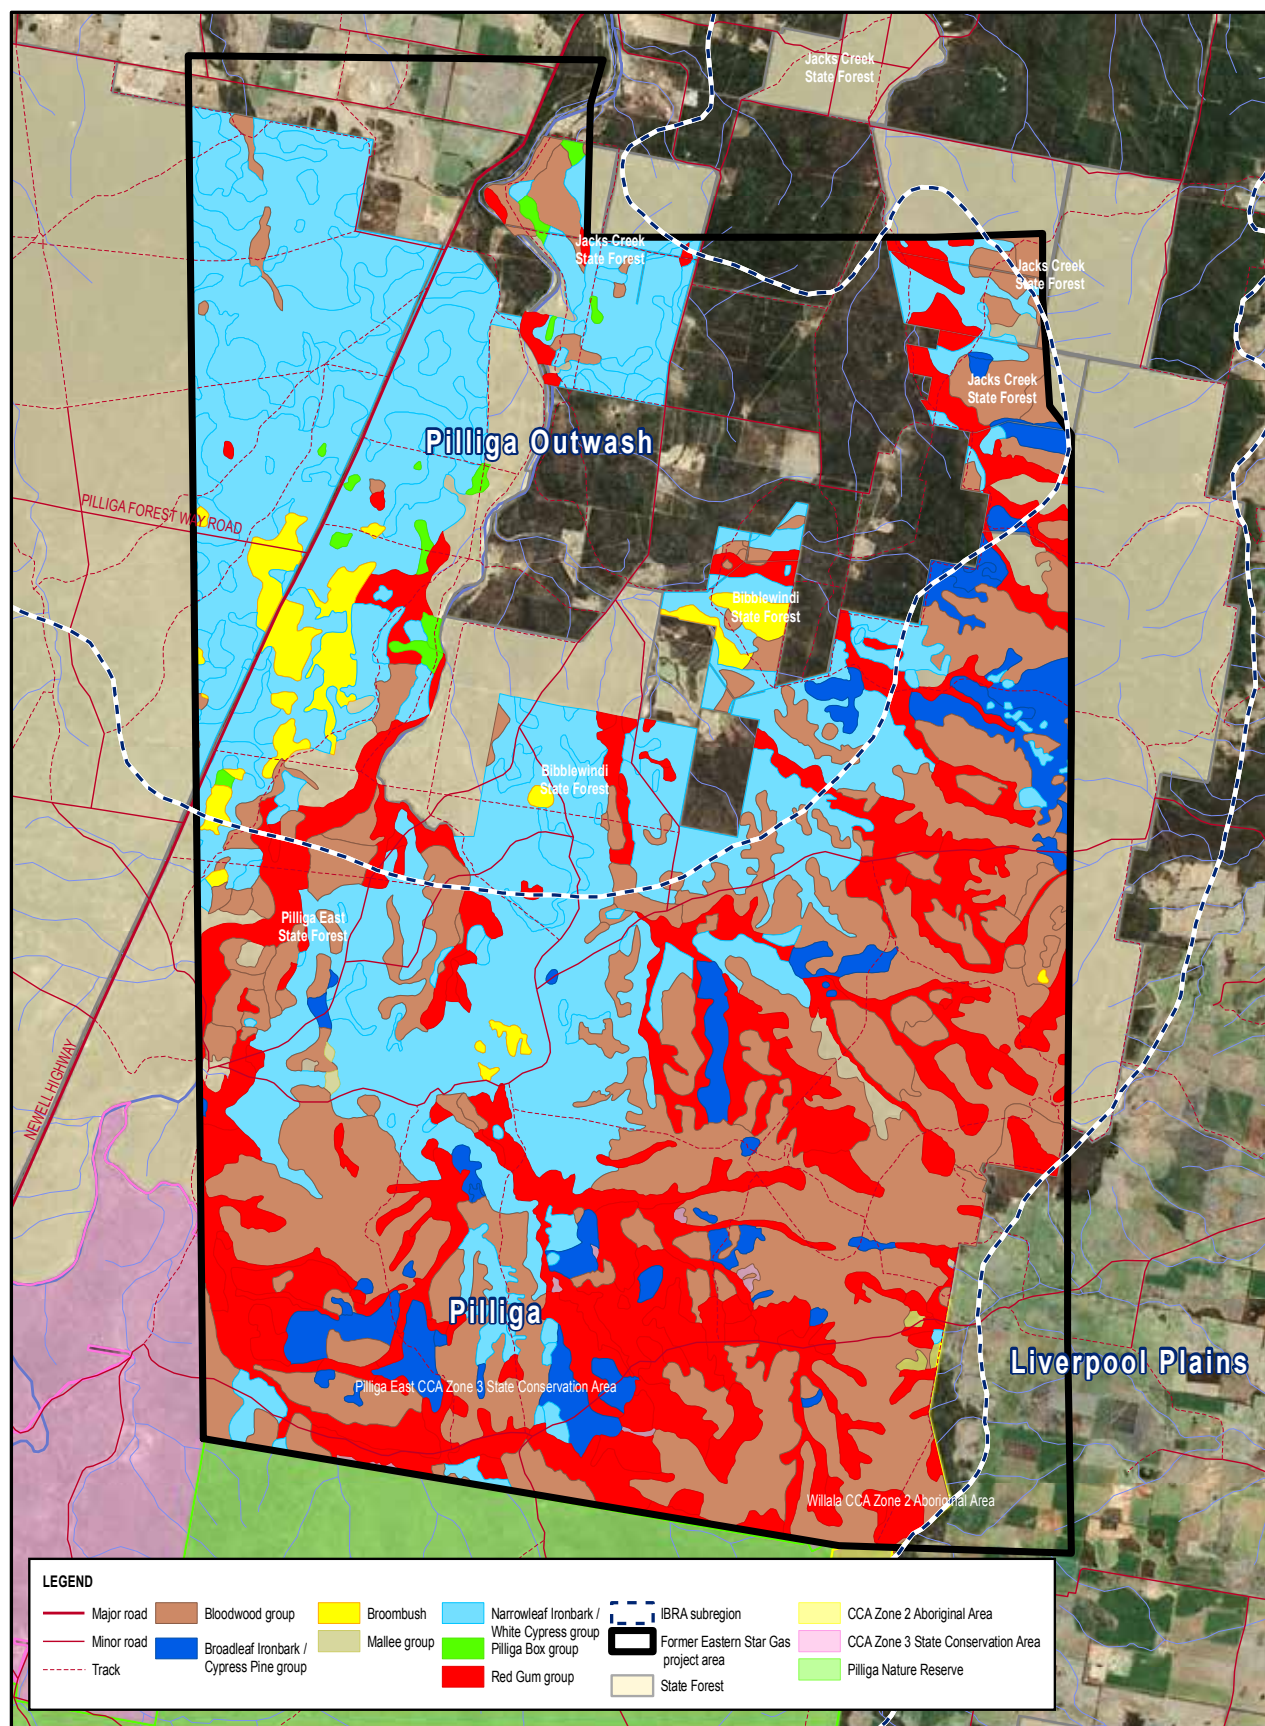 Jacks Creek
State Forest
Jacks Creek
State Forest
Jacks Creek
State Forest
Jacks Creek
State Forest
Pilliga Outwash
PILLIGA FOREST WAY ROAD
Bibblewindi
State Forest
Bibblewindi
State Forest
Pilliga East
State Forest
NEWELL HIGHWAY
Pilliga
Liverpool Plains
Pilliga East CCA Zone 3 State Conservation Area
Willala CCA Zone 2 Aboriginal Area
LEGEND
Major road
Minor road
Track
Bloodwood group
Broadleaf Ironbark /
Cypress Pine group
Broombush
Mallee group
Narrowleaf Ironbark /
White Cypress group
Pilliga Box group
Red Gum group
IBRA subregion
Former Eastern Star Gas
project area
State Forest
CCA Zone 2 Aboriginal Area
CCA Zone 3 State Conservation Area
Pilliga Nature Reserve